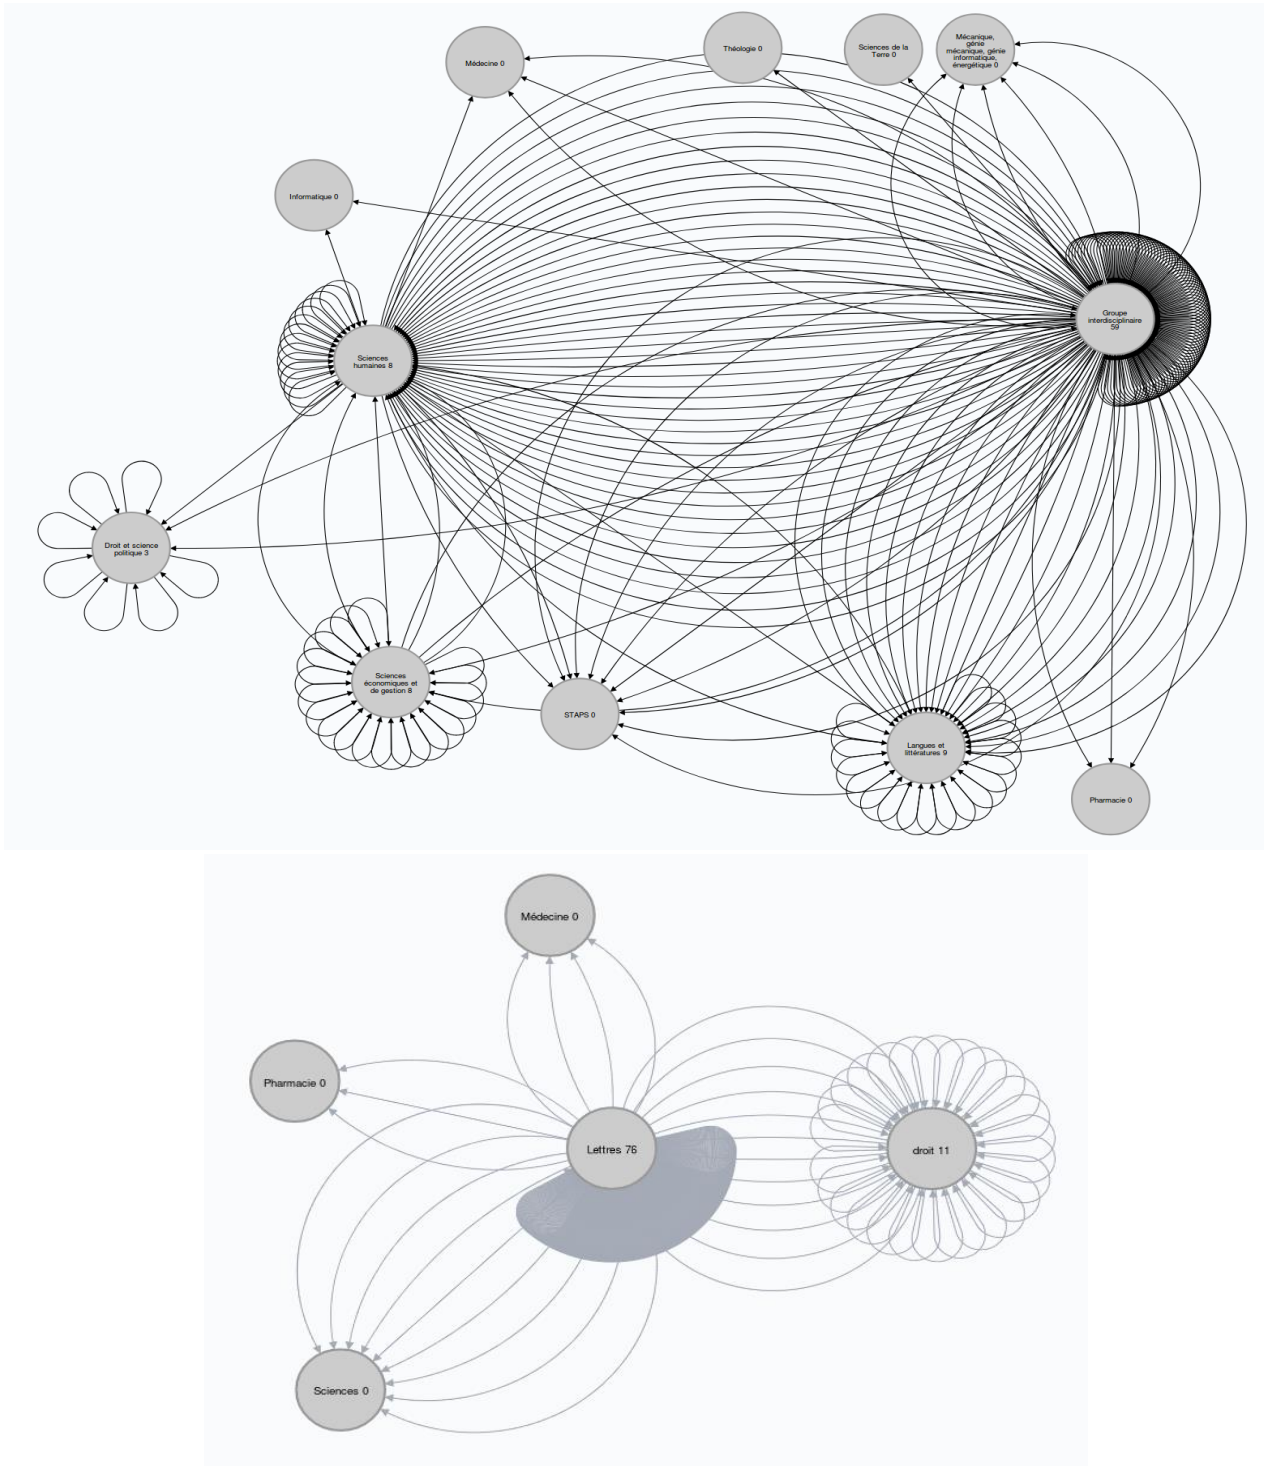 Médecine 0
Théologie 0
Sciences de la
Terre 0
Mécanique,
génie
mécanique, génie
informatique,
énergétique 0
Informatique 0
Groupe
interdisciplinaire
59
Sciences
humaines 8
Droit et science
politique 3
Sciences
économiques et
de gestion 8
STAPS 0
Langues et
littératures 9
Pharmacie 0
Médecine 0
Pharmacie 0
Lettres 76
droit 11
Sciences 0